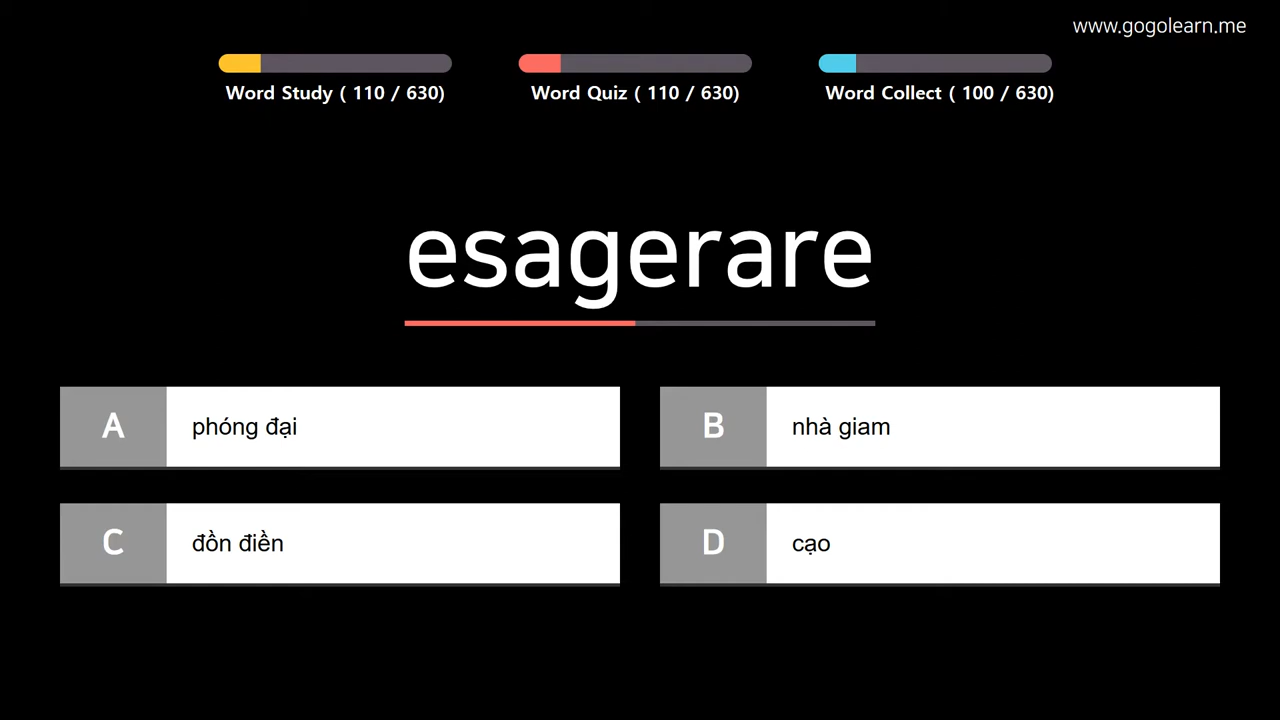 www.gogolearn.me
Word Study ( 110 / 630)
Word Quiz ( 110 / 630)
Word Collect ( 100 / 630)
esagerare
A phóng đại
B nhà giam
C đồn điền
D cạo